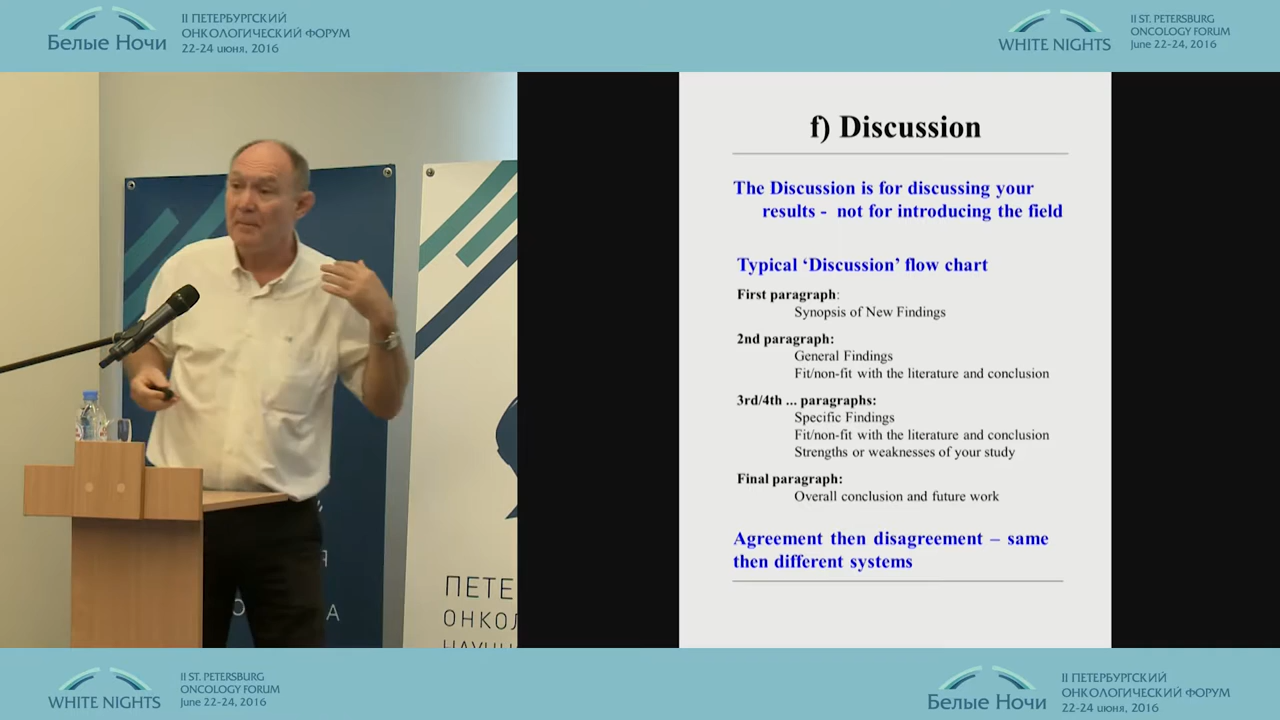 Белые Ночи
II ПЕТЕРБУРГСКИЙ
ОНКОЛОГИЧЕСКИЙ ФОРУМ
22-24 июня, 2016
WHITE NIGHTS
II ST. PETERSBURG
ONCOLOGY FORUM
June 22-24, 2016
f) Discussion
The Discussion is for discussing your
results - not for introducing the field
Typical ‘Discussion’ flow chart
First paragraph:
Synopsis of New Findings
2nd paragraph:
General Findings
Fit/non-fit with the literature and conclusion
3rd/4th ... paragraphs:
Specific Findings
Fit/non-fit with the literature and conclusion
Strengths or weaknesses of your study
Final paragraph:
Overall conclusion and future work
Agreement then disagreement – same
then different systems
ПЕТЕ
ОНКОЛ
WHITE NIGHTS
II ST. PETERSBURG
ONCOLOGY FORUM
June 22-24, 2016
Белые Ночи
II ПЕТЕРБУРГСКИЙ
ОНКОЛОГИЧЕСКИЙ ФОРУМ
22-24 июня, 2016